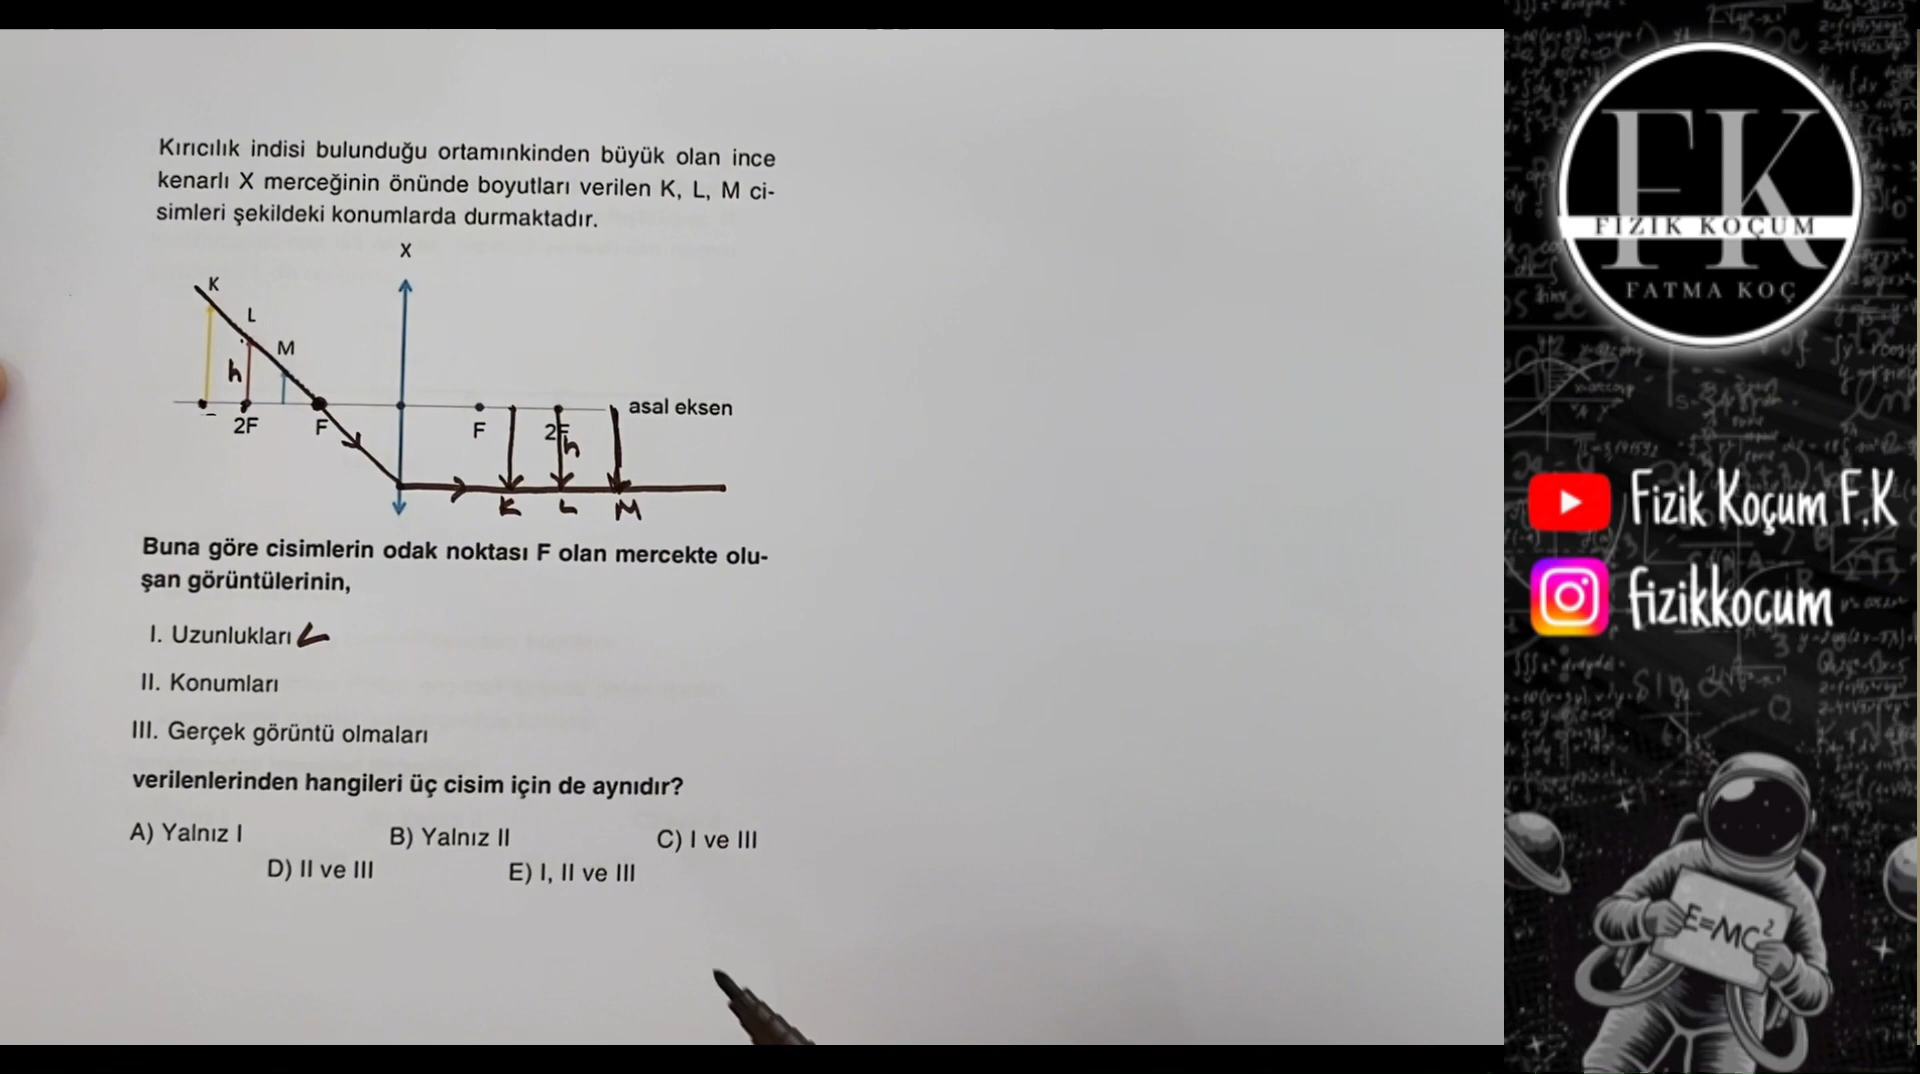 Kırıcılık indisi bulunduğu ortamınkinden büyük olan ince
kenarlı X merceğinin önünde boyutları verilen K, L, M ci-
simleri şekildeki konumlarda durmaktadır.
X
K
L
M
h
asal eksen
2F
F
F
2F
h
K
L
M
Buna göre cisimlerin odak noktası F olan mercekte olu-
şan görüntülerinin,
I. Uzunlukları
II. Konumları
III. Gerçek görüntü olmaları
verilenlerinden hangileri üç cisim için de aynıdır?
A) Yalnız I
B) Yalnız II
C) I ve III
D) II ve III
E) I, II ve III
FK
FIZIK KOÇUM
FATMA KOÇ
Fizik Koçum F.K
fizikkocum
E=MC²